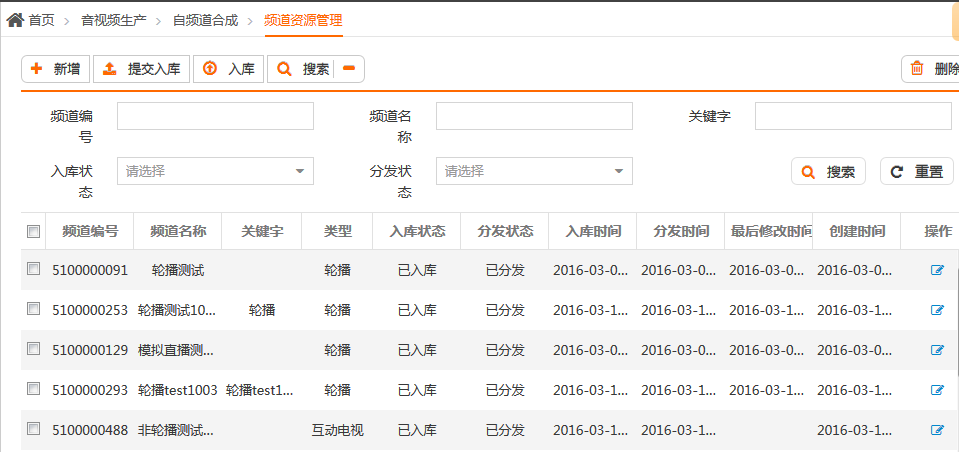 首页 > 音视频生产 > 自频道合成 > 频道资源管理
新增 提交入库 入库 搜索 删除
频道编号 频道名称 关键字
入库状态 请选择 分发状态 请选择 搜索 重置
频道编号 频道名称 关键字 类型 入库状态 分发状态 入库时间 分发时间 最后修改时间 创建时间 操作
5100000091 轮播测试 轮播 已入库 已分发 2016-03-0... 2016-03-0... 2016-03-0... 2016-03-0...
5100000253 轮播测试10... 轮播 轮播 已入库 已分发 2016-03-1... 2016-03-1... 2016-03-1... 2016-03-1...
5100000129 模拟直播测... 轮播 已入库 已分发 2016-03-0... 2016-03-0... 2016-03-0... 2016-03-0...
5100000293 轮播test1003 轮播test1... 轮播 已入库 已分发 2016-03-1... 2016-03-1... 2016-03-1... 2016-03-1...
5100000488 非轮播测试... 互动电视 已入库 已分发 2016-03-1... 2016-03-1... 2016-03-1...